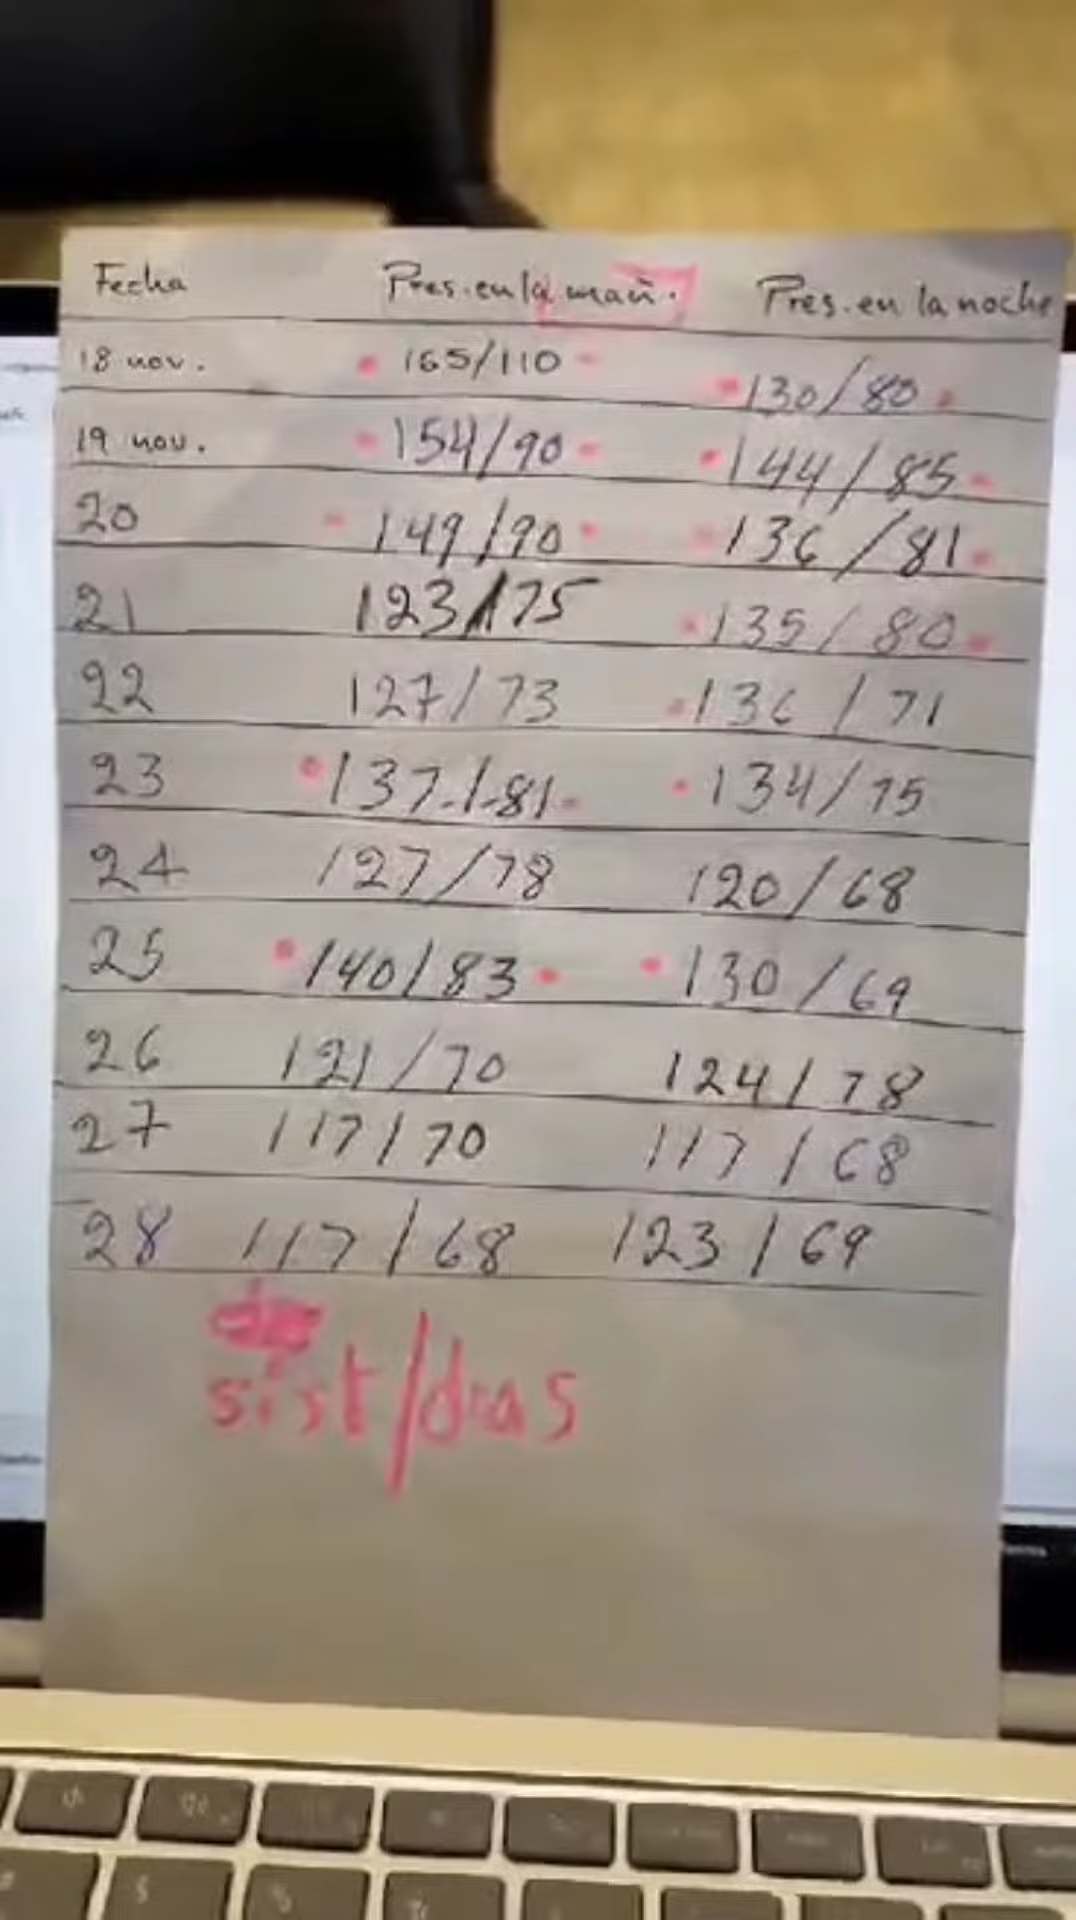 Fecha Pres. en la mañ. Pres. en la noche
18 nov. 165/110 130/80
19 nov. 154/90 144/85
20 149/90 136/81
21 123/75 135/80
22 127/73 136/71
23 137/81 134/75
24 127/78 120/68
25 140/83 130/69
26 121/70 124/78
27 117/70 117/68
28 117/68 123/69
sist/dias